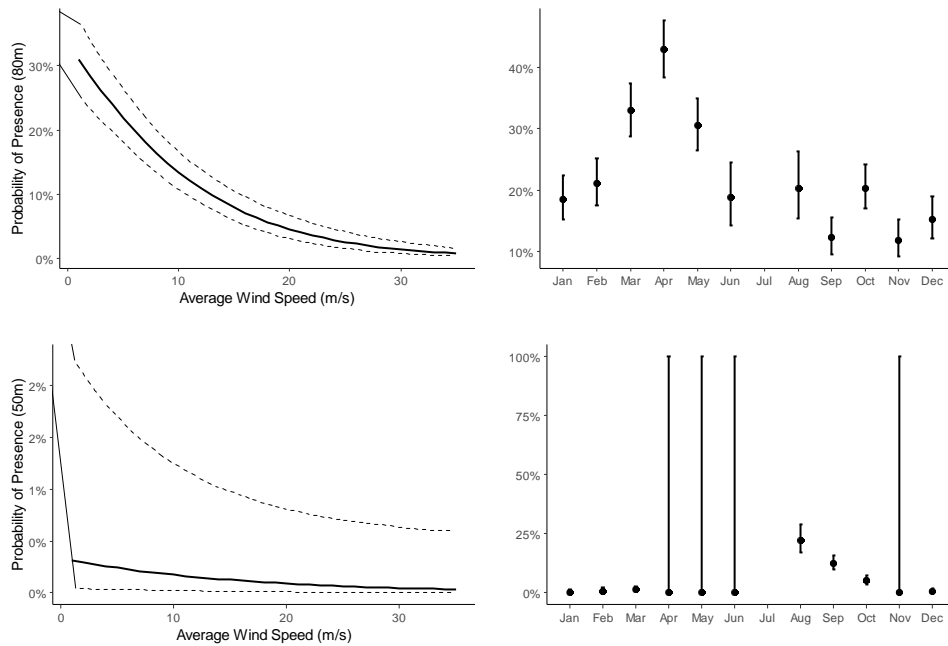 Probability of Presence (80m)
30%
20%
10%
0%
0 10 20 30
Average Wind Speed (m/s)
40%
30%
20%
10%
Jan Feb Mar Apr May Jun Jul Aug Sep Oct Nov Dec
Probability of Presence (50m)
2%
2%
1%
0%
0%
0 10 20 30
Average Wind Speed (m/s)
100%
75%
50%
25%
0%
Jan Feb Mar Apr May Jun Jul Aug Sep Oct Nov Dec